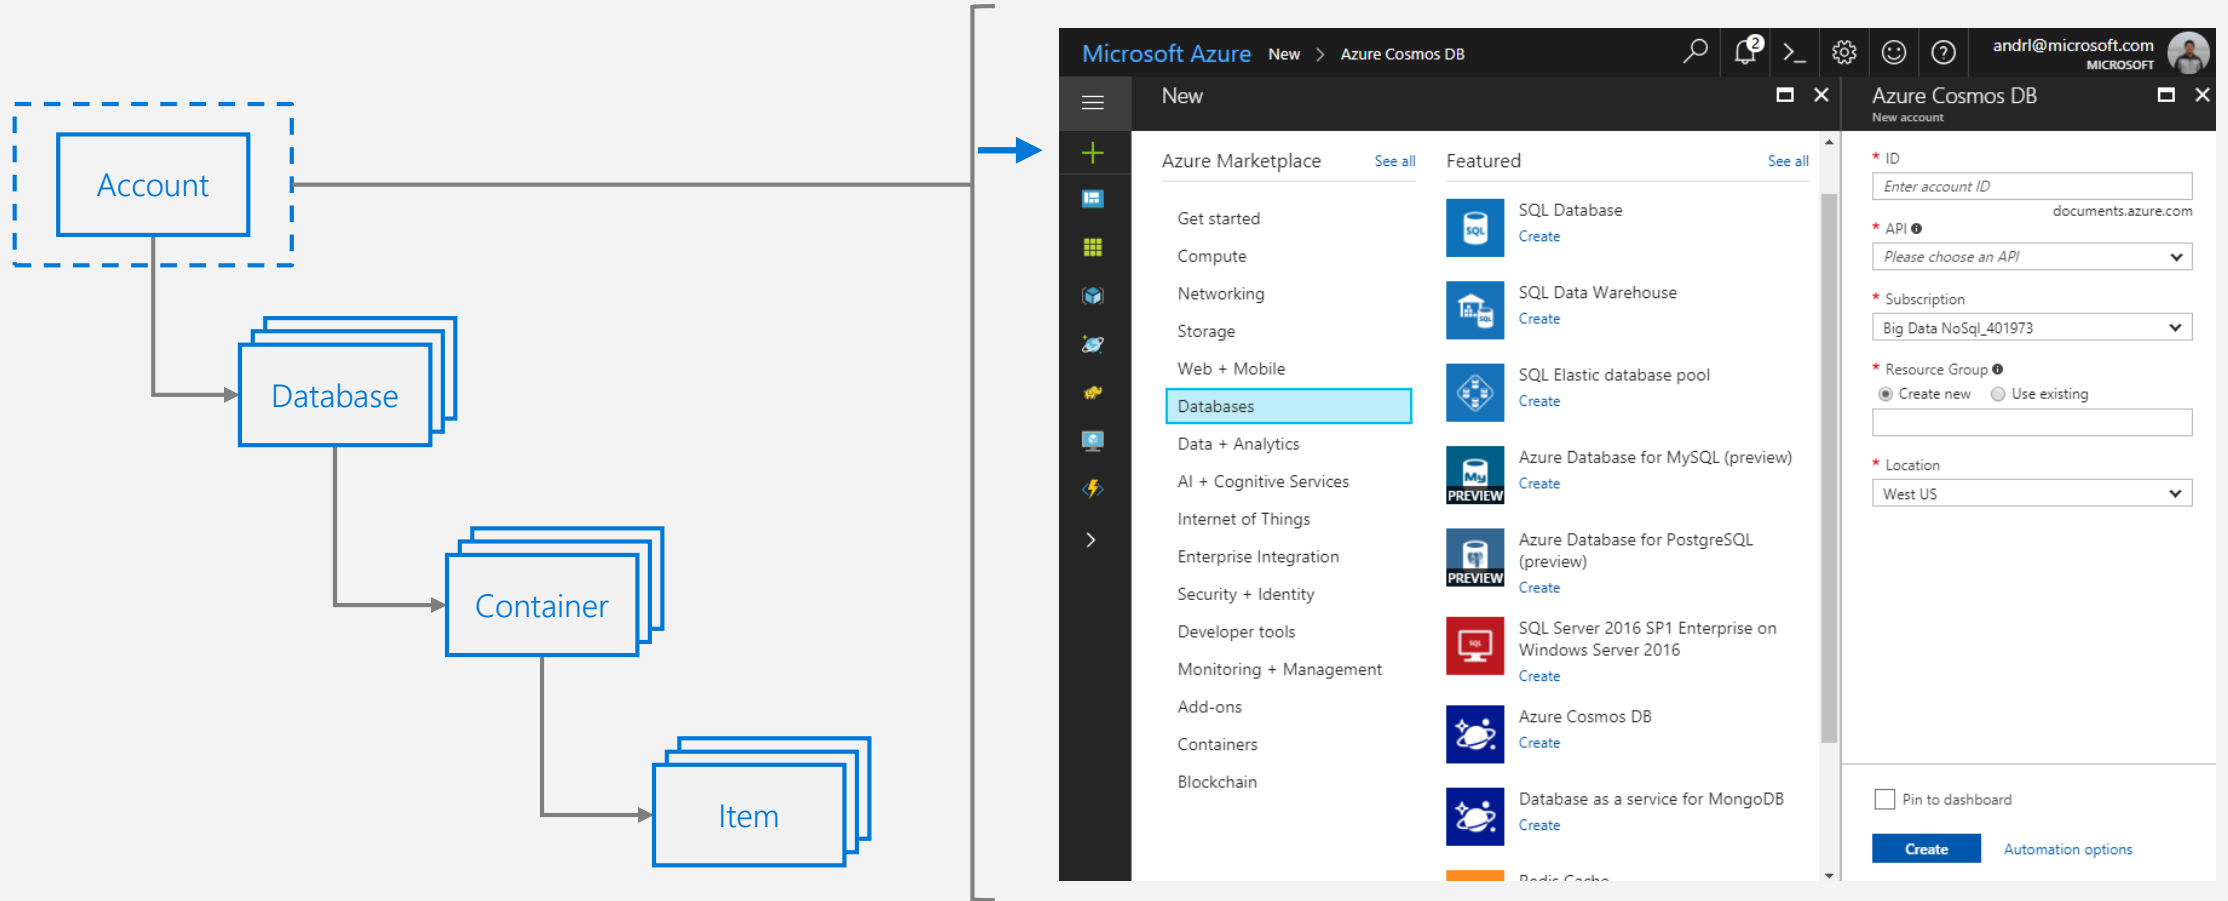 Account
Database
Container
Item
Microsoft Azure New > Azure Cosmos DB
2
andrl@microsoft.com
MICROSOFT
New
Azure Marketplace See all
Get started
Compute
Networking
Storage
Web + Mobile
Databases
Data + Analytics
AI + Cognitive Services
Internet of Things
Enterprise Integration
Security + Identity
Developer tools
Monitoring + Management
Add-ons
Containers
Blockchain
Featured See all
SQL
SQL Database
Create
SQL
SQL Data Warehouse
Create
SQL Elastic database pool
Create
My
PREVIEW
Azure Database for MySQL (preview)
Create
PREVIEW
Azure Database for PostgreSQL
(preview)
Create
SQL
SQL Server 2016 SP1 Enterprise on
Windows Server 2016
Create
Azure Cosmos DB
Create
Database as a service for MongoDB
Create
Redis Cache
Azure Cosmos DB
New account
* ID
Enter account ID
documents.azure.com
* API
Please choose an API
* Subscription
Big Data NoSql_401973
* Resource Group
Create new Use existing
* Location
West US
Pin to dashboard
Create Automation options